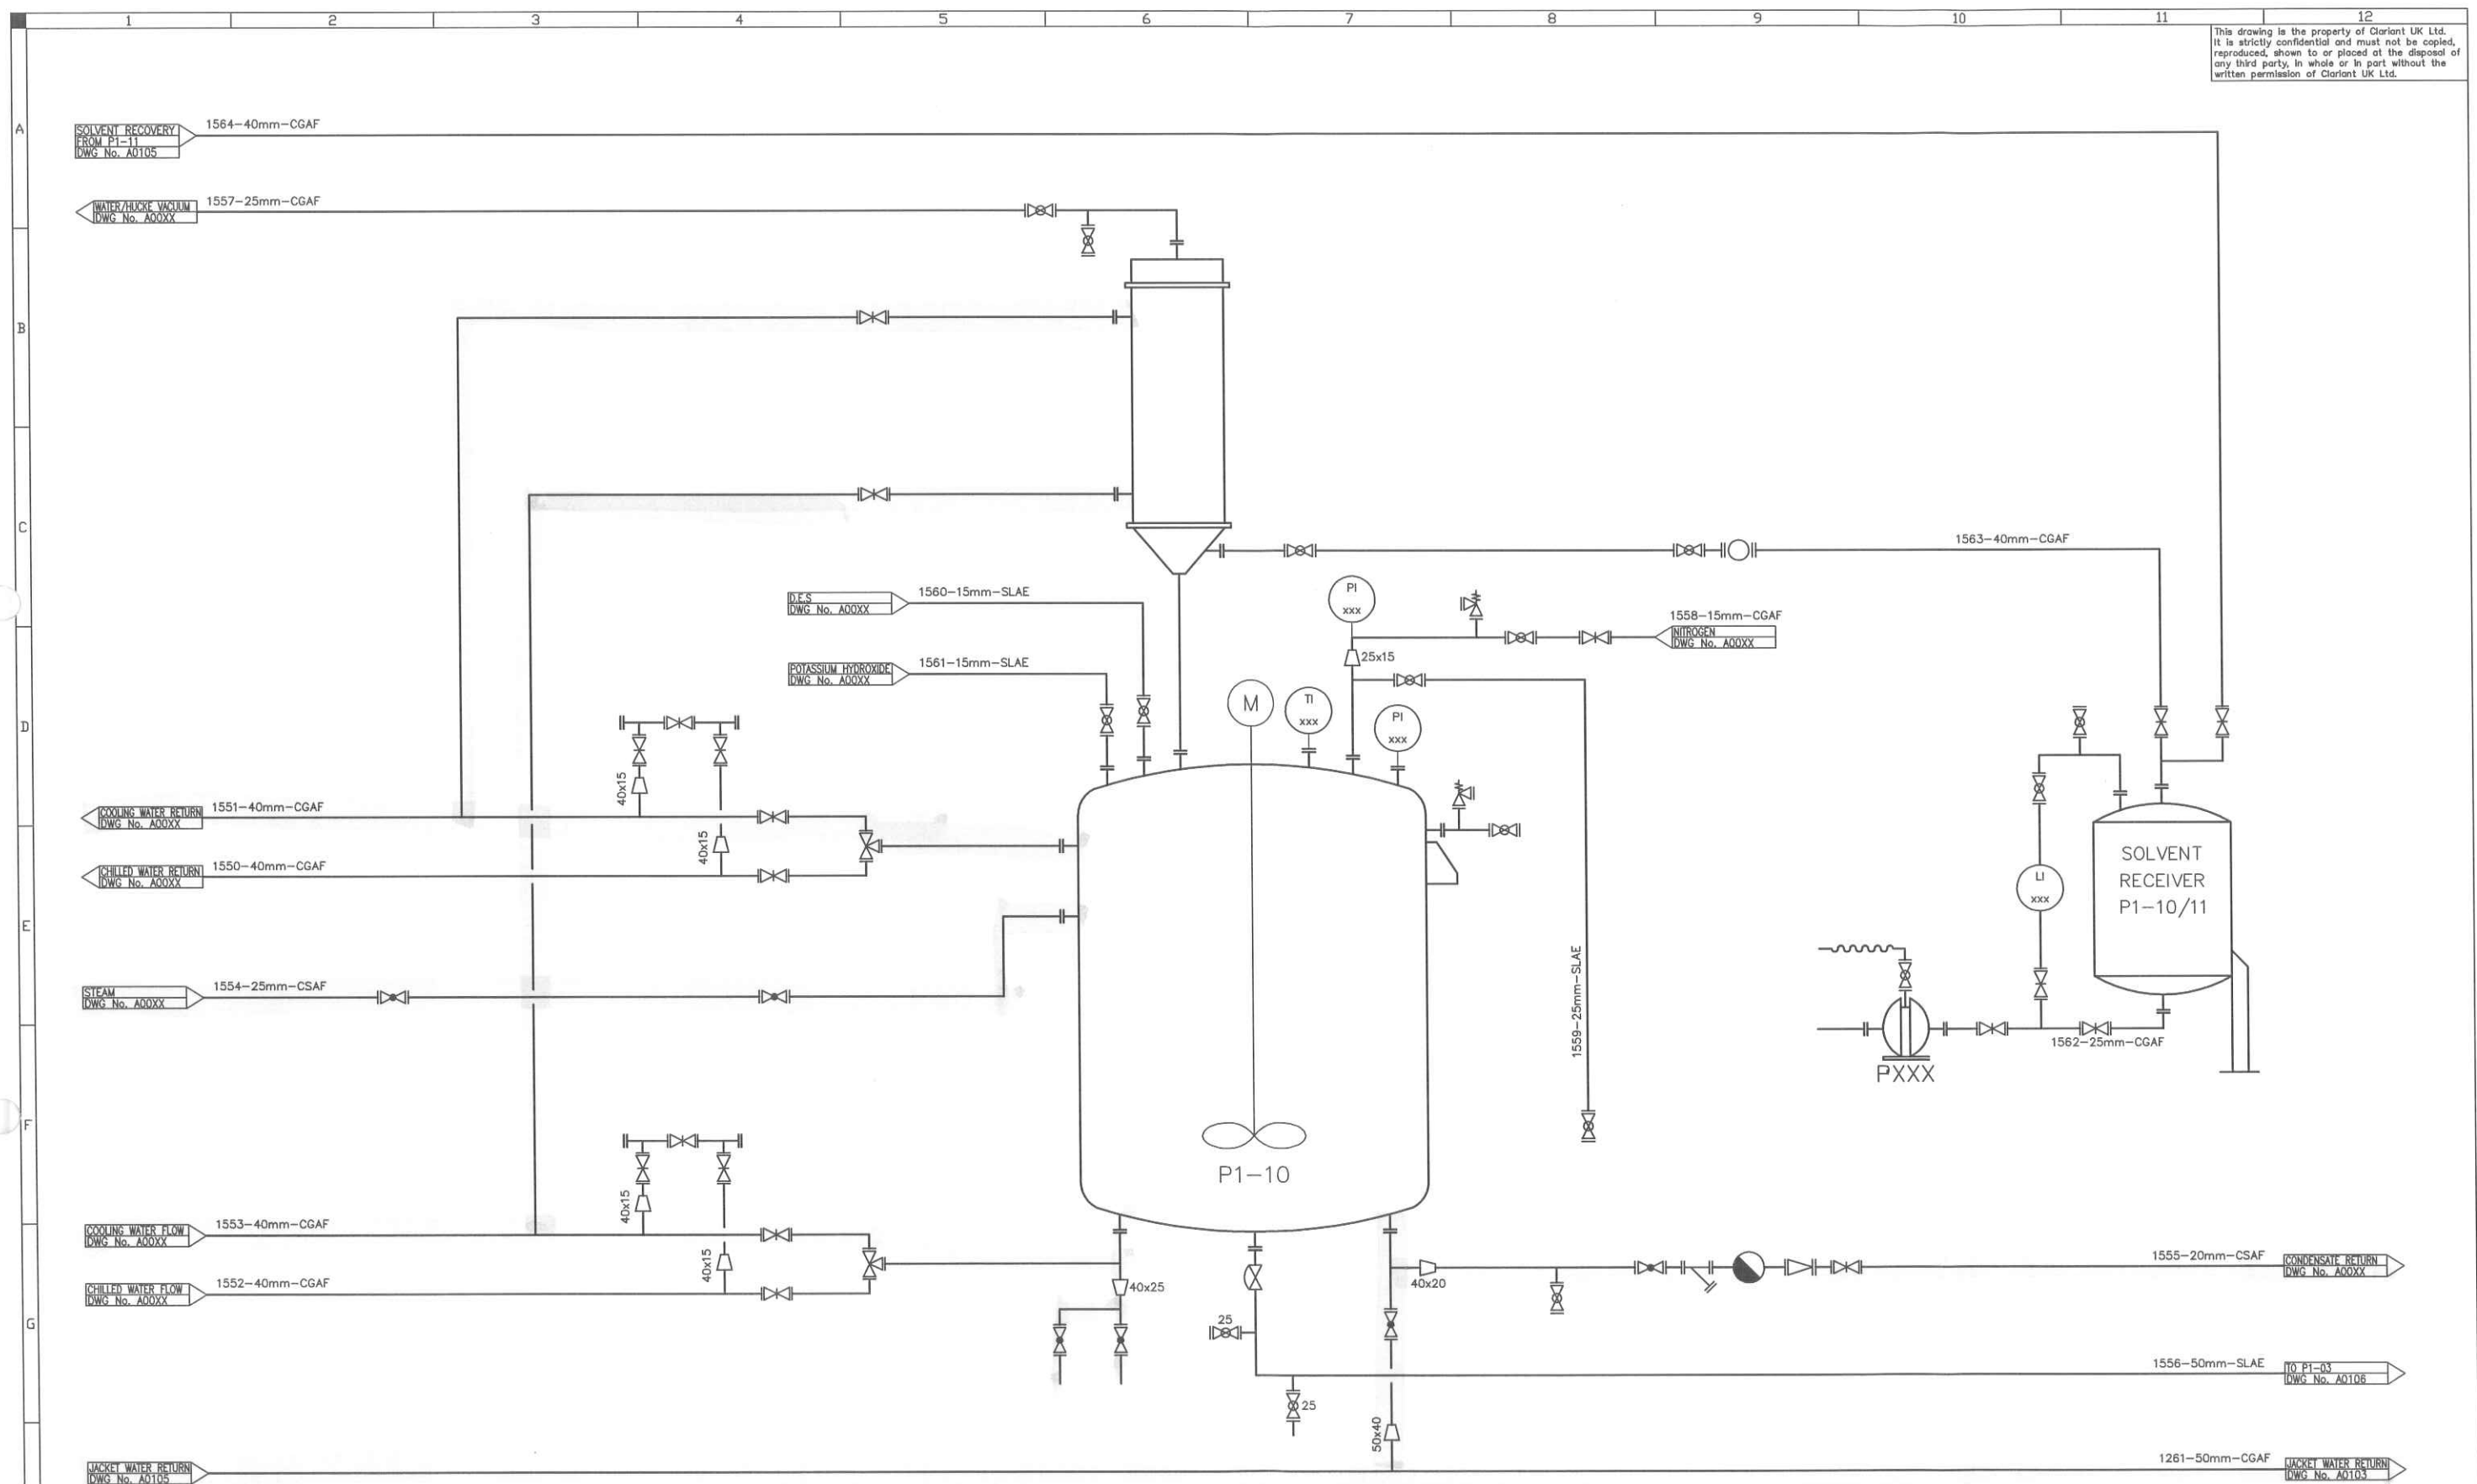 1 2 3 4 5 6 7 8 9 10 11 12
This drawing is the property of Clariant UK Ltd.
It is strictly confidential and must not be copied,
reproduced, shown to or placed at the disposal of
any third party, in whole or in part without the
written permission of Clariant UK Ltd.
A
SOLVENT RECOVERY
FROM P1-11
DWG No. A0105
1564-40mm-CGAF
WATER/HUCKE VACUUM
DWG No. A00XX
1557-25mm-CGAF
B
C
1563-40mm-CGAF
D.E.S
DWG No. A00XX
1560-15mm-SLAE
PI
xxx
1558-15mm-CGAF
NITROGEN
DWG No. A00XX
25x15
POTASSIUM HYDROXIDE
DWG No. A00XX
1561-15mm-SLAE
D
M
TI
xxx
PI
xxx
40x15
COOLING WATER RETURN
DWG No. A00XX
1551-40mm-CGAF
40x15
CHILLED WATER RETURN
DWG No. A00XX
1550-40mm-CGAF
SOLVENT
RECEIVER
P1-10/11
LI
xxx
E
STEAM
DWG No. A00XX
1554-25mm-CSAF
1559-25mm-SLAE
1562-25mm-CGAF
PXXX
F
P1-10
40x15
COOLING WATER FLOW
DWG No. A00XX
1553-40mm-CGAF
40x15
CHILLED WATER FLOW
DWG No. A00XX
1552-40mm-CGAF
40x25
40x20
1555-20mm-CSAF
CONDENSATE RETURN
DWG No. A00XX
G
25
1556-50mm-SLAE
TO P1-03
DWG No. A0106
25
50x40
JACKET WATER RETURN
DWG No. A0105
1261-50mm-CGAF
JACKET WATER RETURN
DWG No. A0103